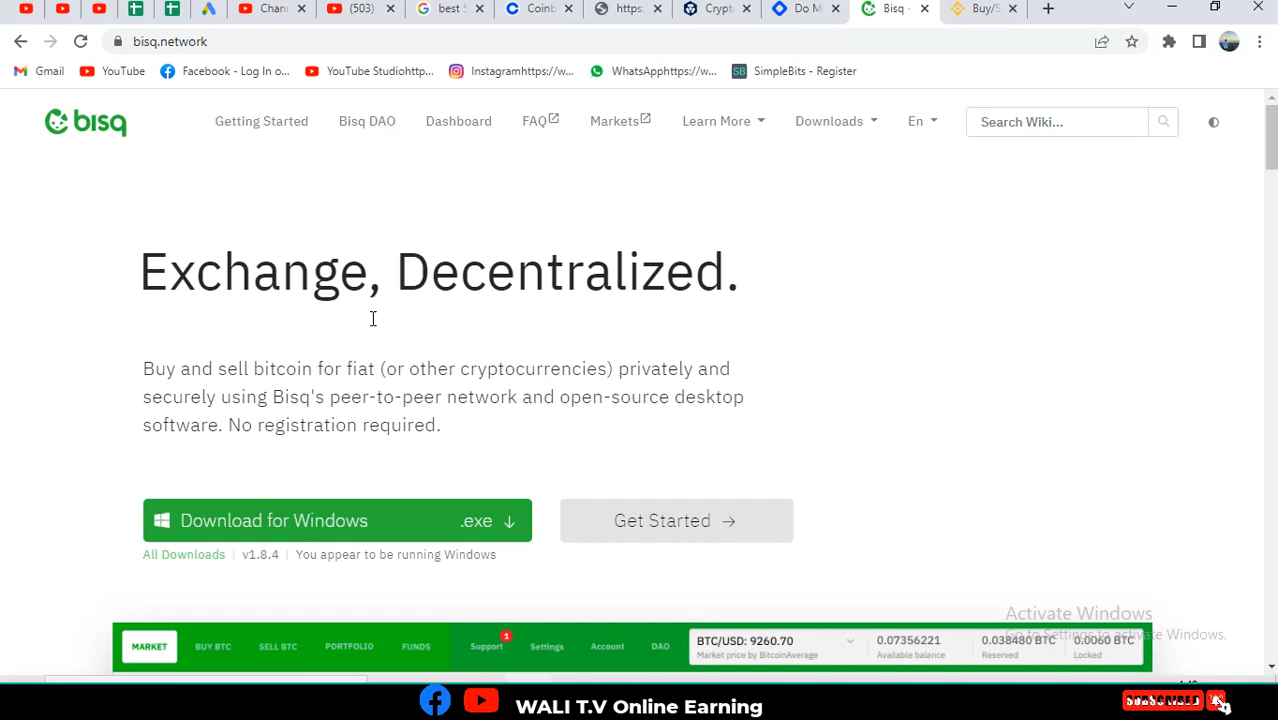 Chann
(503)
best 5
Coinb
https:
Crypt
Do M
Bisq -
Buy/S
bisq.network
Gmail
YouTube
Facebook - Log In o...
YouTube Studiohttp...
Instagramhttps://w...
WhatsApphttps://w...
SB
SimpleBits - Register
bisq
Getting Started
Bisq DAO
Dashboard
FAQ
Markets
Learn More
Downloads
En
Search Wiki...
Exchange, Decentralized.
Buy and sell bitcoin for fiat (or other cryptocurrencies) privately and
securely using Bisq's peer-to-peer network and open-source desktop
software. No registration required.
Download for Windows .exe ↓
Get Started →
All Downloads | v1.8.4 | You appear to be running Windows
Activate Windows
Go to Settings to activate Windows.
MARKET
BUY BTC
SELL BTC
PORTFOLIO
FUNDS
Support
1
Settings
Account
DAO
BTC/USD: 9260.70
Market price by BitcoinAverage
0.07356221
Available balance
0.038480 BTC
Reserved
0.0060 BTC
Locked
WALI T.V Online Earning
SUBSCRIBED